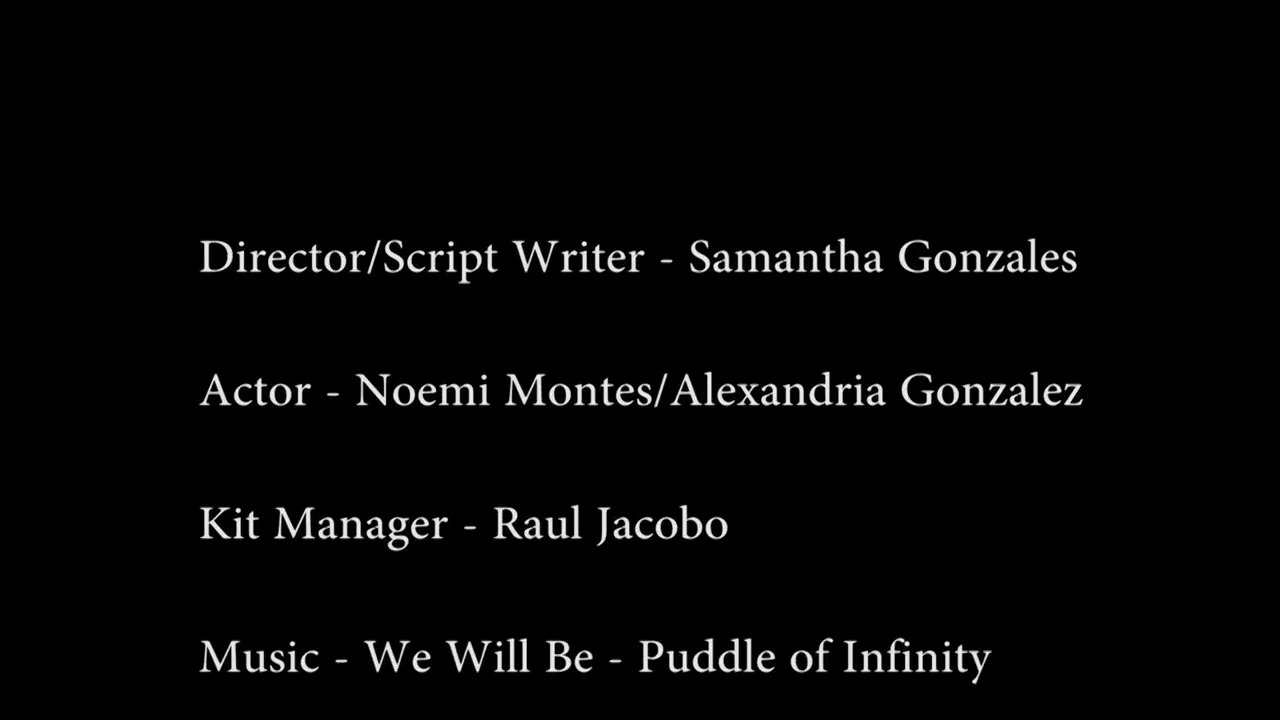 Director/Script Writer - Samantha Gonzales
Actor - Noemi Montes/Alexandria Gonzalez
Kit Manager - Raul Jacobo
Music - We Will Be - Puddle of Infinity